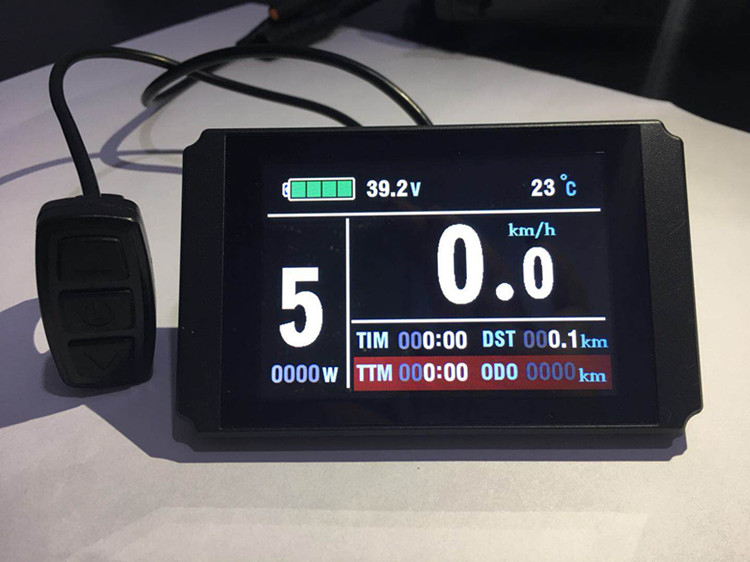 39.2V 23 °C
km/h
5 0.0
TIM 000:00 DST 000.1km
0000W TTM 000:00 ODO 0000km